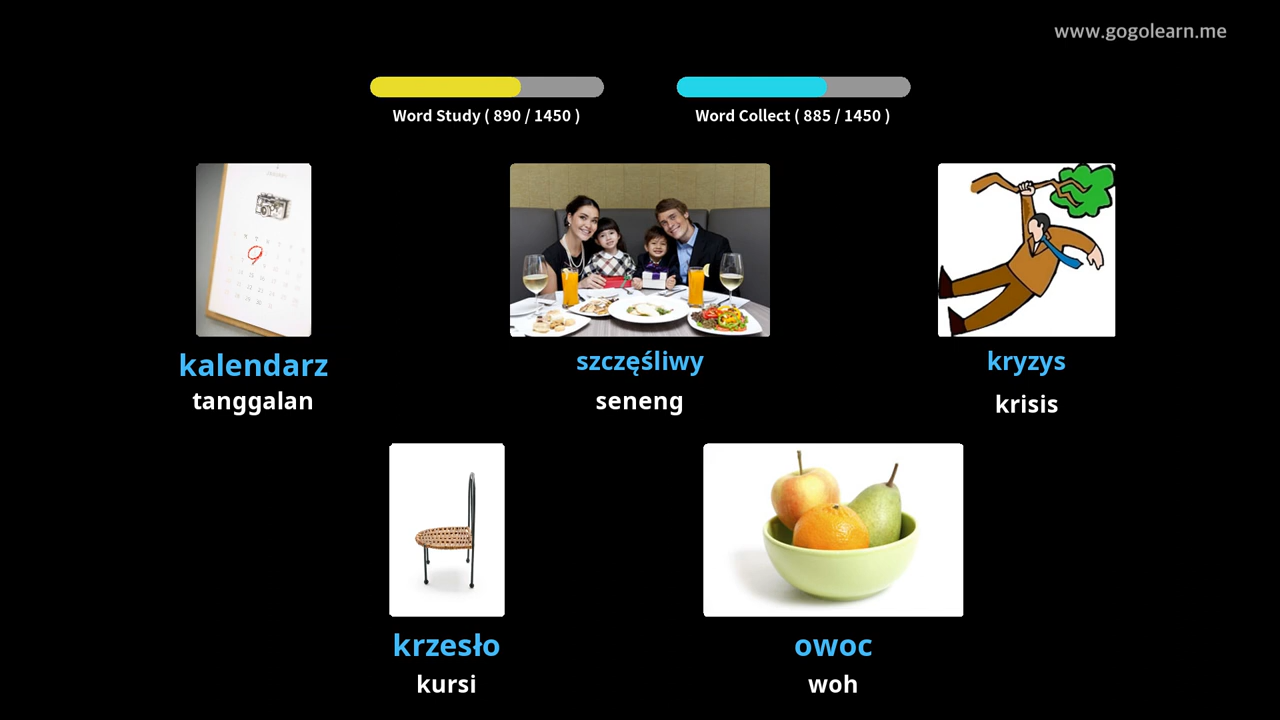 www.gogolearn.me
Word Study ( 890 / 1450 )
Word Collect ( 885 / 1450 )
kalendarz
tanggalan
szczęśliwy
seneng
kryzys
krisis
krzesło
kursi
owoc
woh